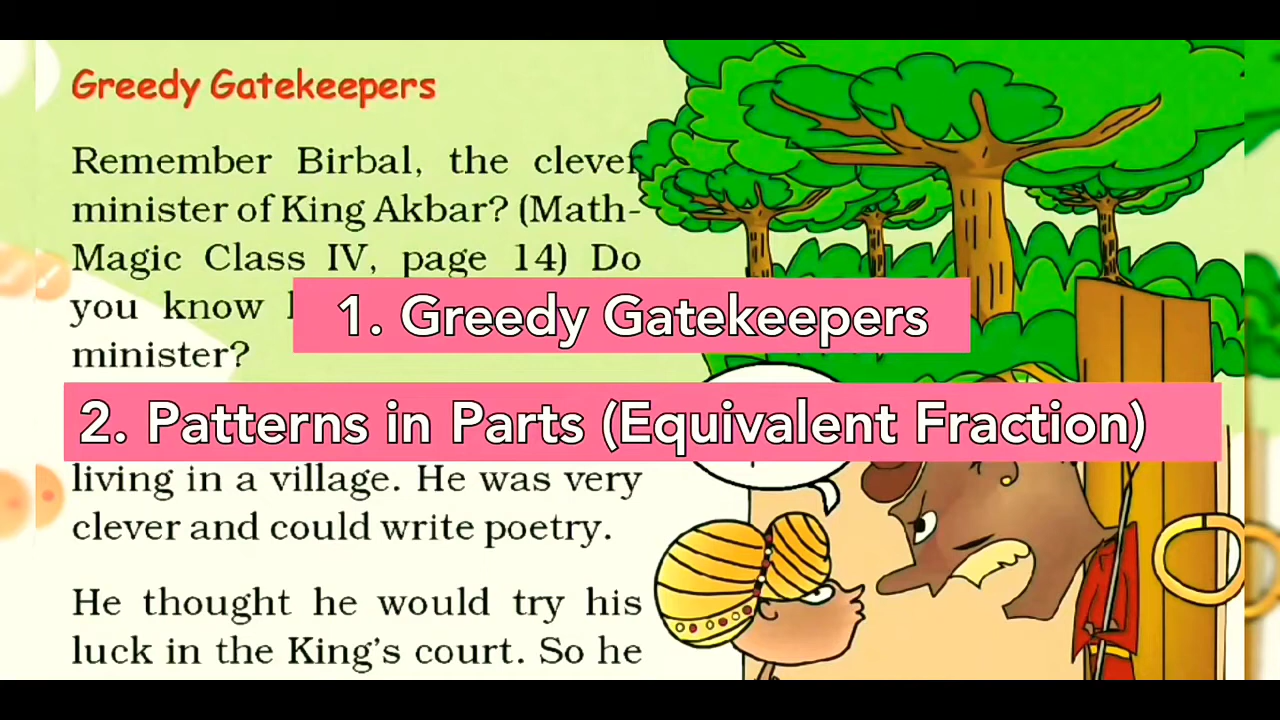 Greedy Gatekeepers
Remember Birbal, the clever
minister of King Akbar? (Math-
Magic Class IV, page 14) Do
you know
1. Greedy Gatekeepers
minister?
2. Patterns in Parts (Equivalent Fraction)
living in a village. He was very
clever and could write poetry.
He thought he would try his
luck in the King's court. So he